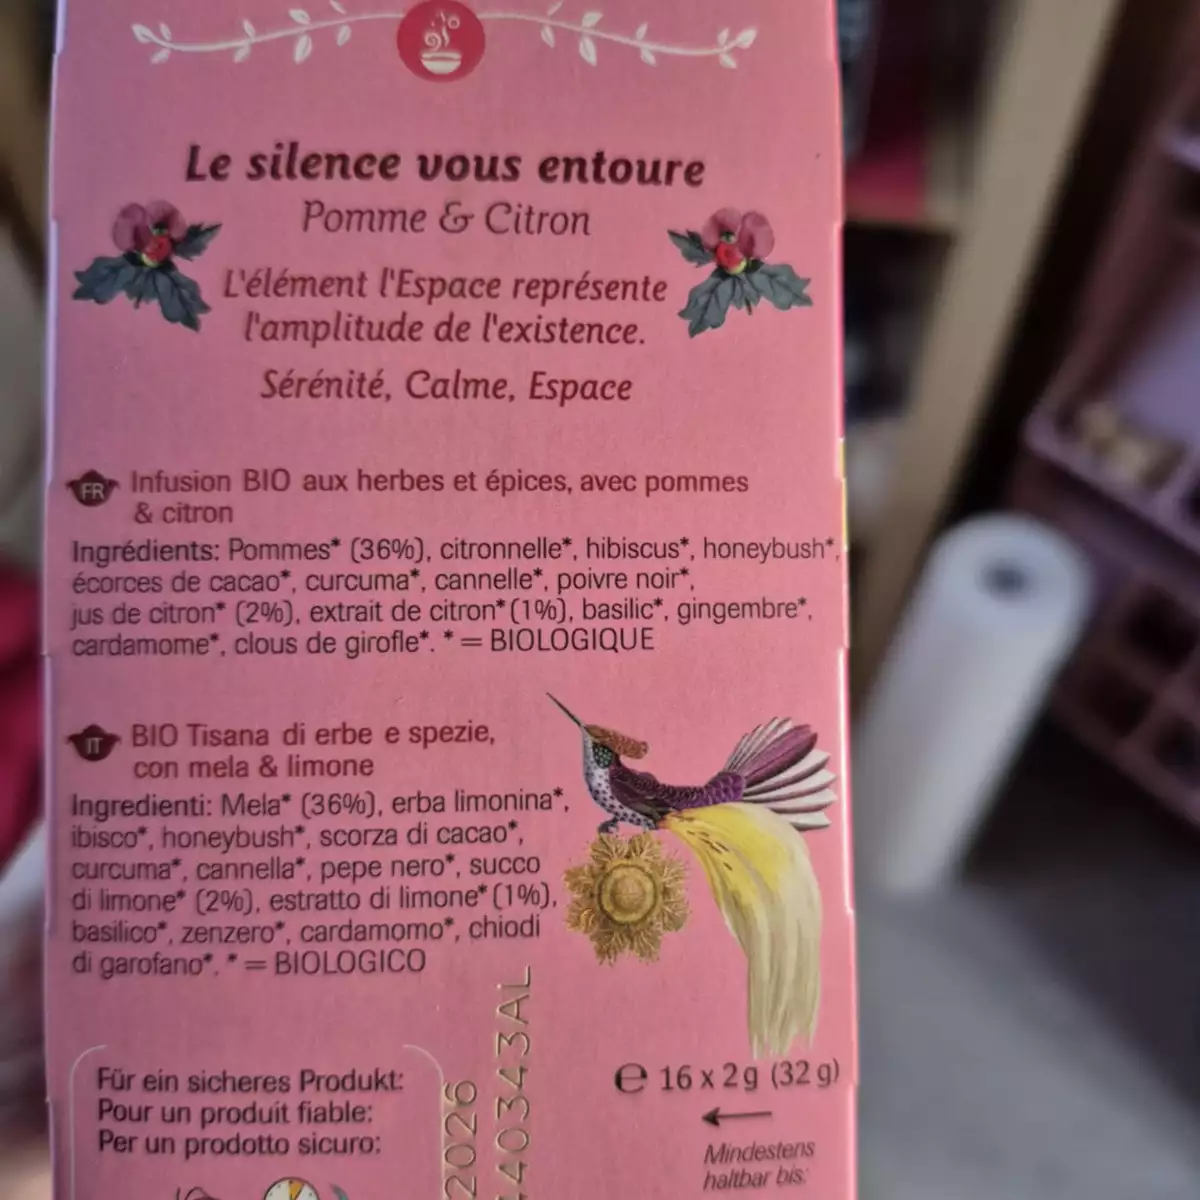 Le silence vous entoure
Pomme & Citron
L'élément l'Espace représente
l'amplitude de l'existence.
Sérénité, Calme, Espace
FR Infusion BIO aux herbes et épices, avec pommes
& citron
Ingrédients: Pommes* (36%), citronnelle*, hibiscus*, honeybush*,
écorces de cacao*, curcuma*, cannelle*, poivre noir*,
jus de citron* (2%), extrait de citron* (1%), basilic*, gingembre*,
cardamome*, clous de girofle*. * = BIOLOGIQUE
IT BIO Tisana di erbe e spezie,
con mela & limone
Ingredienti: Mela* (36%), erba limonina*,
ibisco*, honeybush*, scorza di cacao*,
curcuma*, cannella*, pepe nero*, succo
di limone* (2%), estratto di limone* (1%),
basilico*, zenzero*, cardamomo*, chiodi
di garofano*. * = BIOLOGICO
Für ein sicheres Produkt:
Pour un produit fiable:
Per un prodotto sicuro:
2026
440343AL
e 16 x 2g (32 g)
Mindestens
haltbar bis: